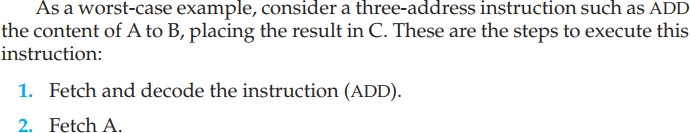 As a worst-case example, consider a three-address instruction such as ADD
the content of A to B, placing the result in C. These are the steps to execute this
instruction:
1. Fetch and decode the instruction (ADD).
2. Fetch A.